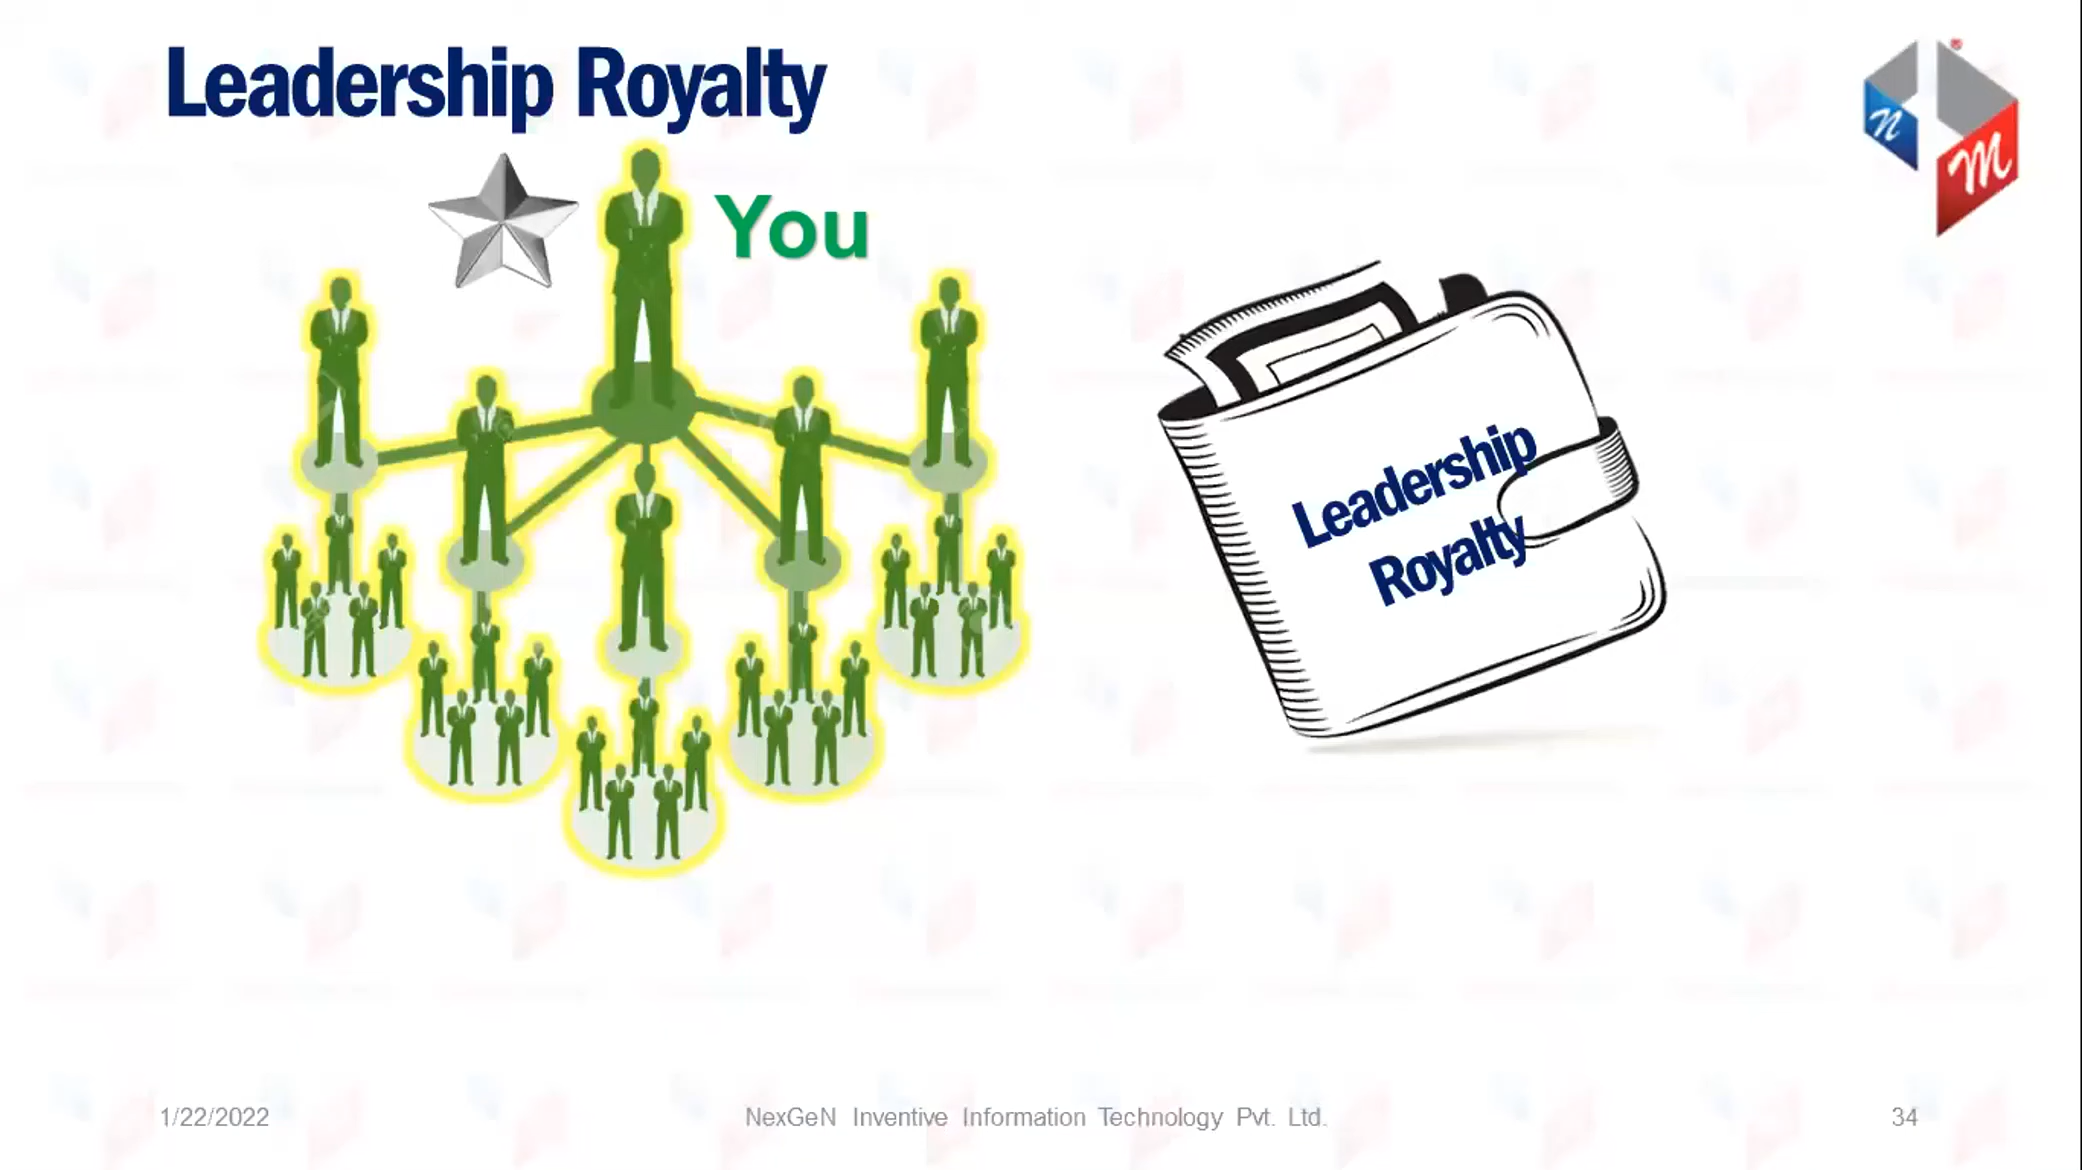 Leadership Royalty
You
n
M
Leadership
Royalty
1/22/2022
NexGeN Inventive Information Technology Pvt. Ltd.
34